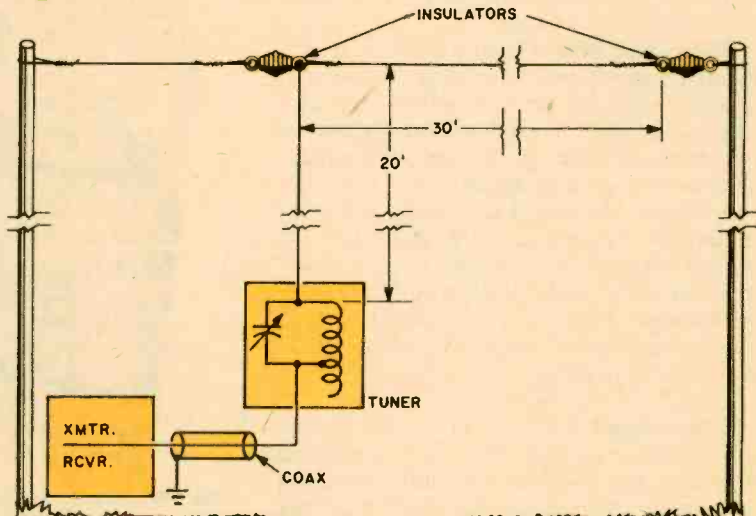 INSULATORS
30'
20'
TUNER
XMTR.
RCVR.
COAX